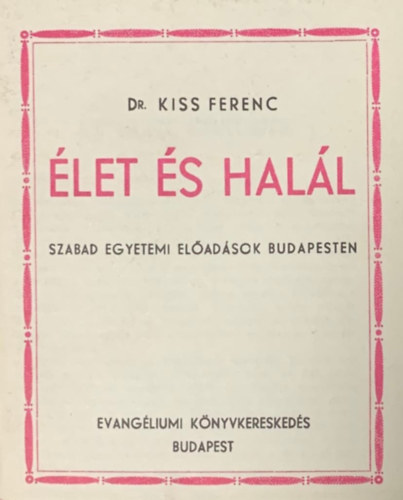 Dr. KISS FERENC
ÉLET ÉS HALÁL
SZABAD EGYETEMI ELŐADÁSOK BUDAPESTEN
EVANGÉLIUMI KÖNYVKERESKEDÉS
BUDAPEST